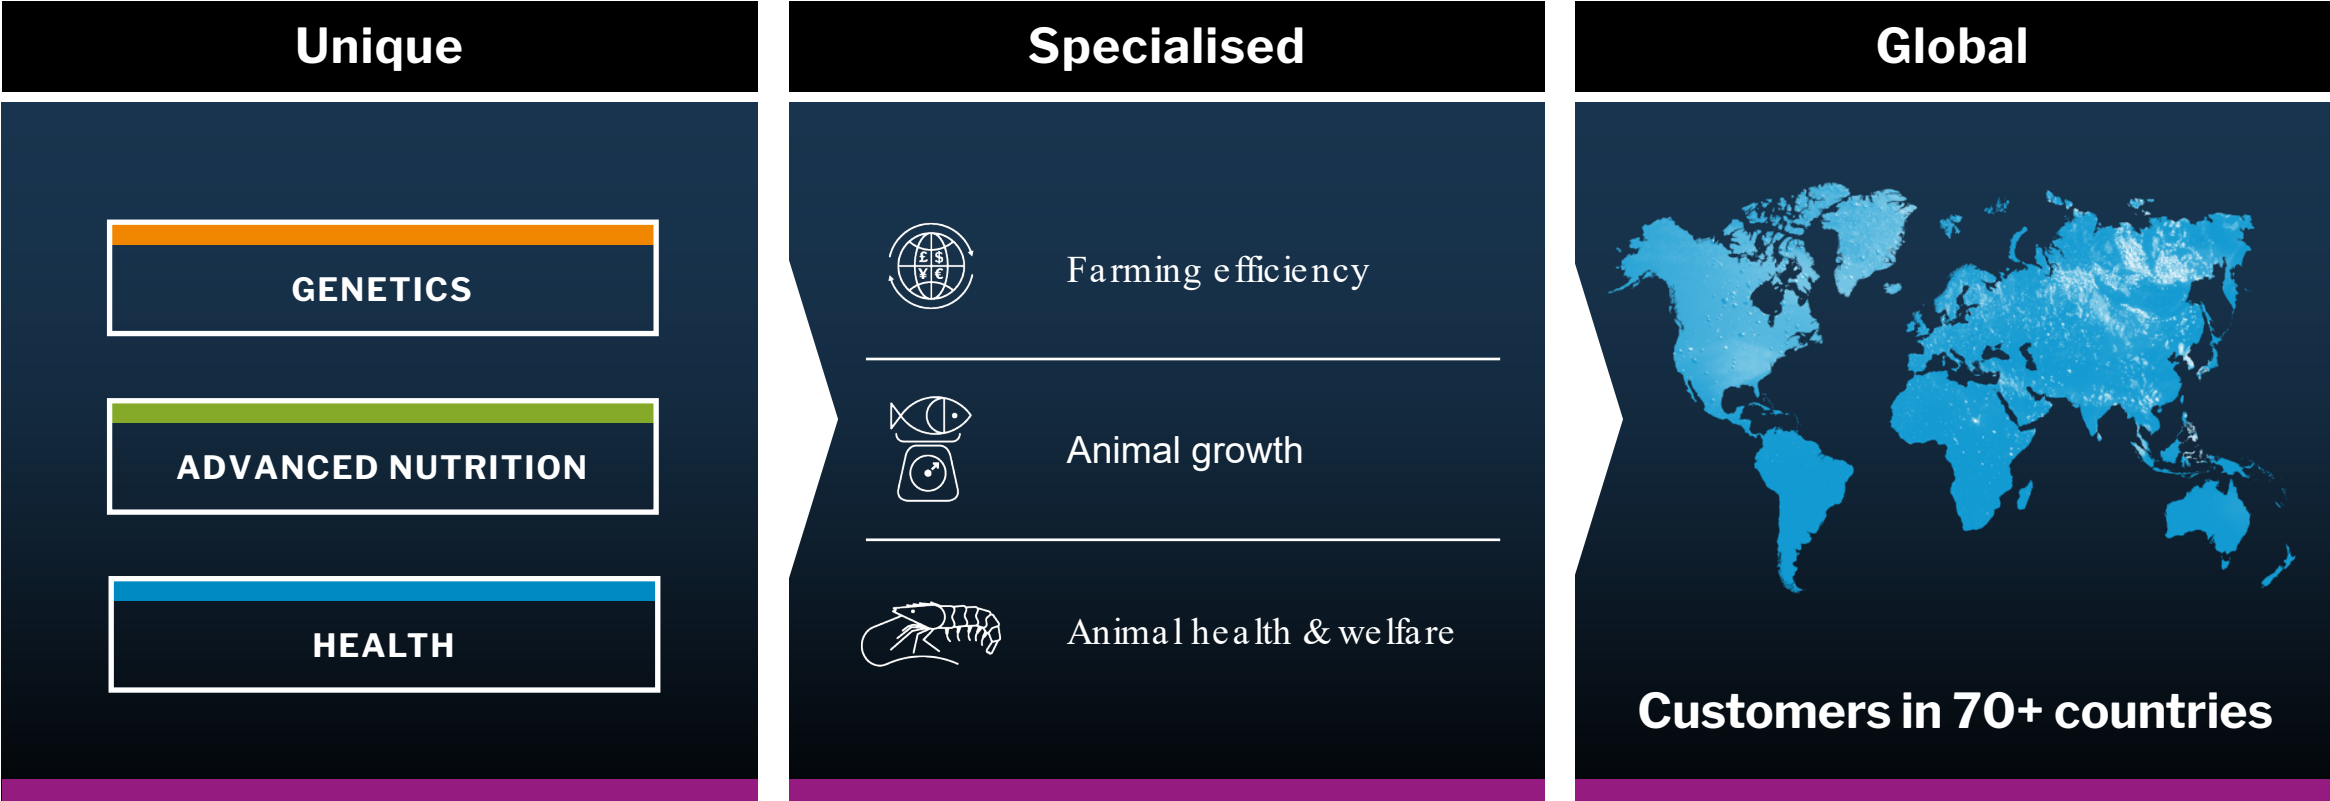 Unique
GENETICS
ADVANCED NUTRITION
HEALTH
Specialised
£ $
¥ €
Farming efficiency
Animal growth
Animal health & welfare
Global
Customers in 70+ countries